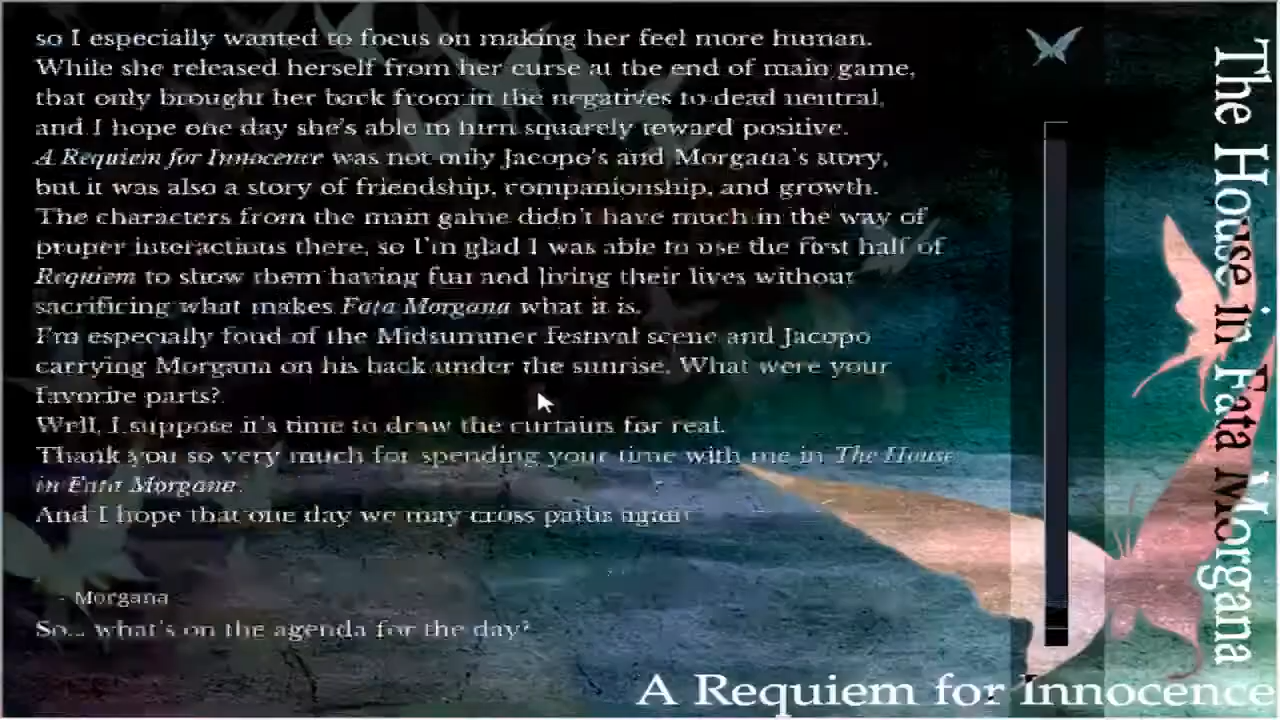 so I especially wanted to focus on making her feel more human.
While she released herself from her curse at the end of main game,
that only brought her back from in the negatives to dead neutral,
and I hope one day she's able to turn squarely toward positive.
A Requiem for Innocence was not only Jacopo's and Morgana's story,
but it was also a story of friendship, companionship, and growth.
The characters from the main game didn't have much in the way of
proper interactions there, so I'm glad I was able to use the first half of
Requiem to show them having fun and living their lives without
sacrificing what makes Fata Morgana what it is.
I'm especially fond of the Midsummer Festival scene and Jacopo
carrying Morgana on his back under the sunrise. What were your
favorite parts?
Well, I suppose it's time to draw the curtains for real.
Thank you so very much for spending your time with me in The House
in Fata Morgana.
And I hope that one day we may cross paths again
- Morgana
So... what's on the agenda for the day?
The House in Fata Morgana
A Requiem for Innocence